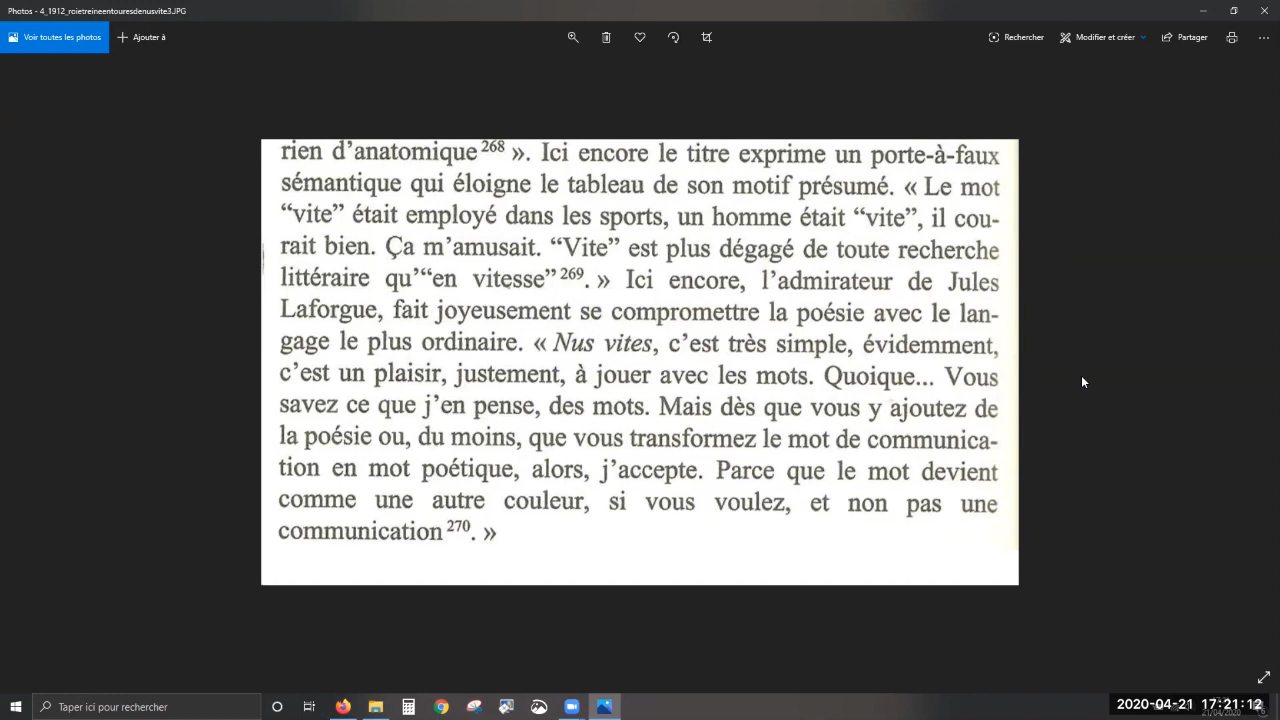 Photos - 4_1912_roietreineentouresdenusvite3.JPG
Voir toutes les photos
Ajouter à
Rechercher
Modifier et créer
Partager
rien d’anatomique 268 ». Ici encore le titre exprime un porte-à-faux
sémantique qui éloigne le tableau de son motif présumé. « Le mot
“vite” était employé dans les sports, un homme était “vite”, il cou-
rait bien. Ça m’amusait. “Vite” est plus dégagé de toute recherche
littéraire qu’“en vitesse” 269. » Ici encore, l’admirateur de Jules
Laforgue, fait joyeusement se compromettre la poésie avec le lan-
gage le plus ordinaire. « Nus vites, c’est très simple, évidemment,
c’est un plaisir, justement, à jouer avec les mots. Quoique... Vous
savez ce que j’en pense, des mots. Mais dès que vous y ajoutez de
la poésie ou, du moins, que vous transformez le mot de communica-
tion en mot poétique, alors, j’accepte. Parce que le mot devient
comme une autre couleur, si vous voulez, et non pas une
communication 270. »
Taper ici pour rechercher
2020-04-21 17:21:12